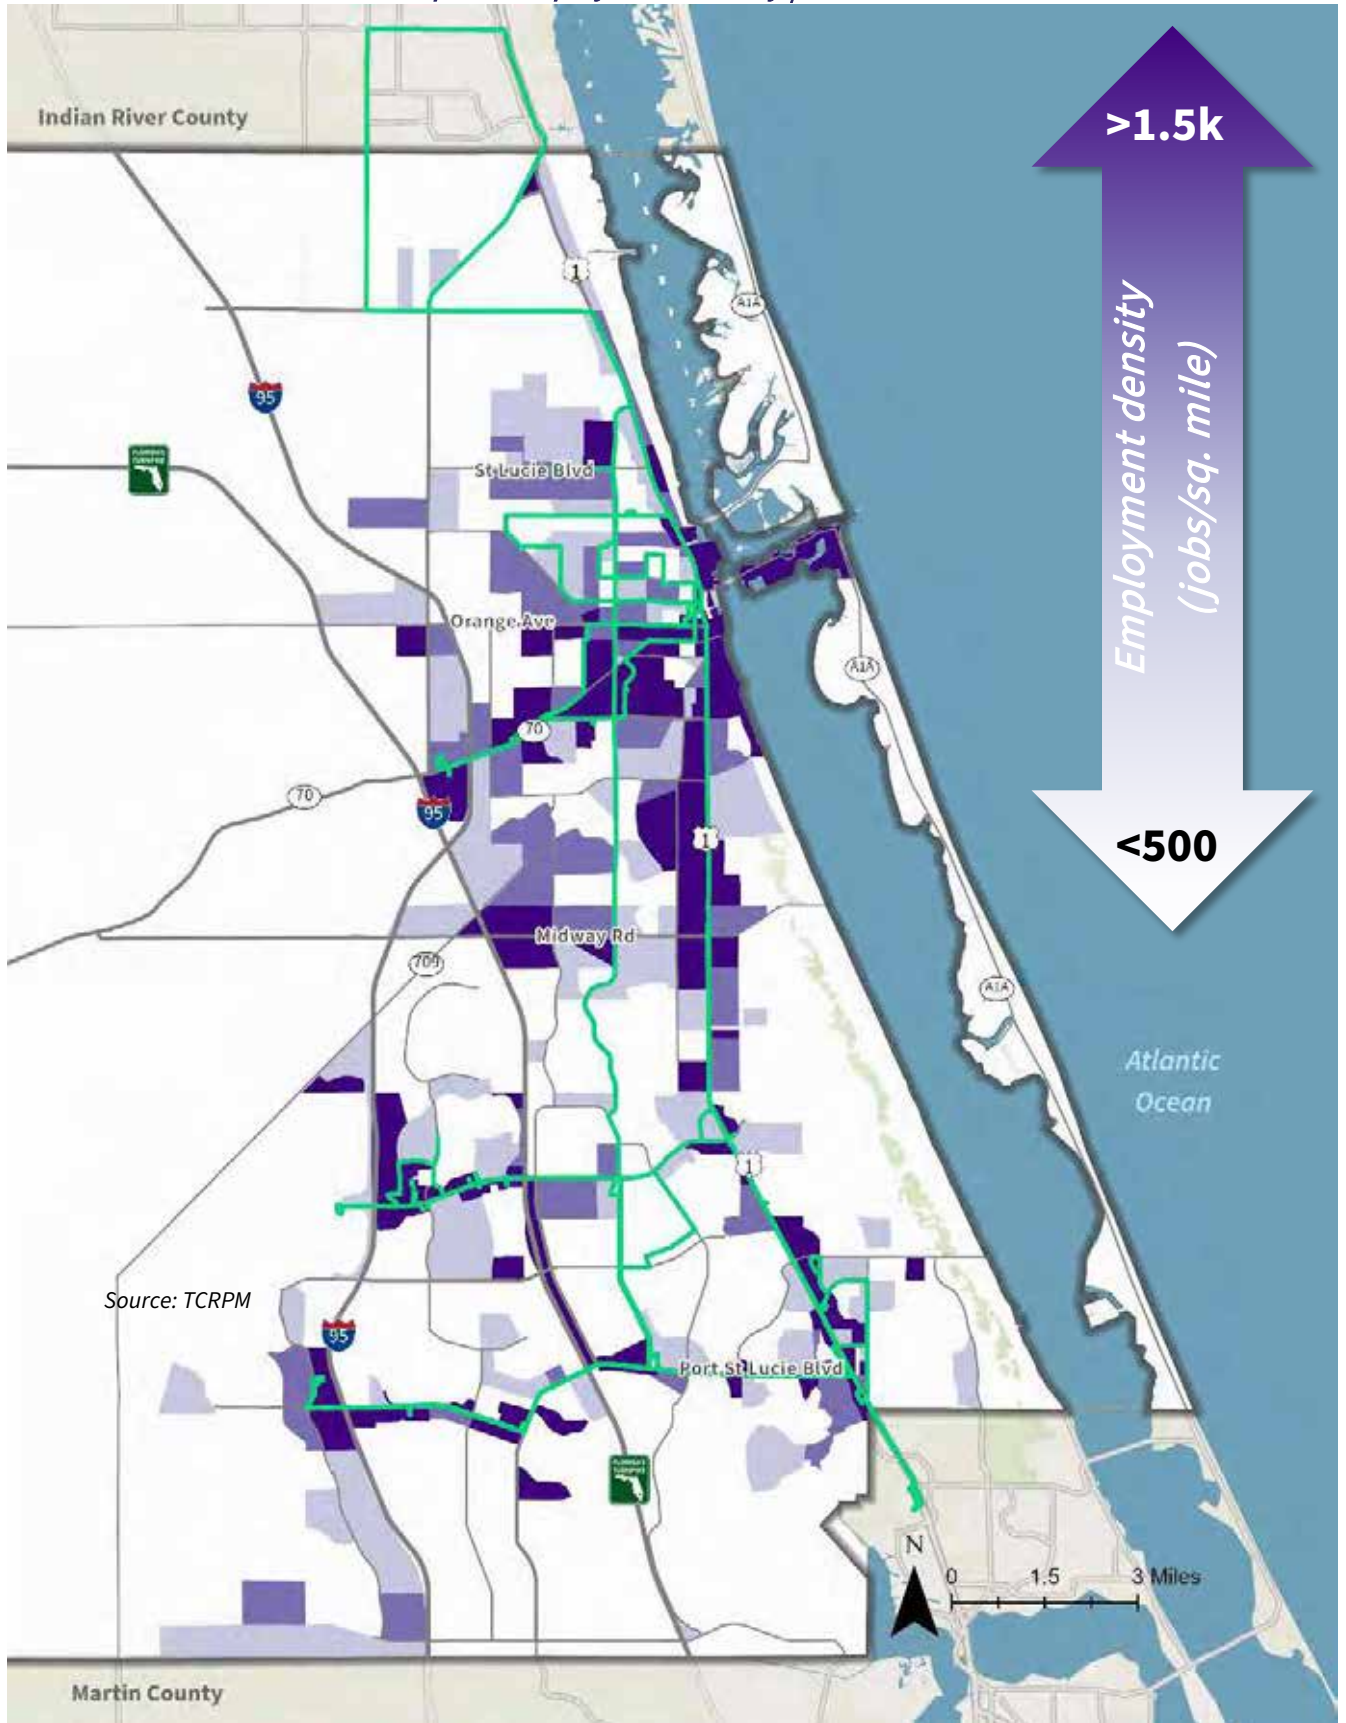 Indian River County
>1.5k
1
A1A
95
Employment density
(jobs/sq. mile)
St Lucie Blvd
Orange Ave
A1A
70
70
95
1
<500
Midway Rd
709
A1A
Atlantic
Ocean
1
Source: TCRPM
95
Port St Lucie Blvd
N
0 1.5 3 Miles
Martin County